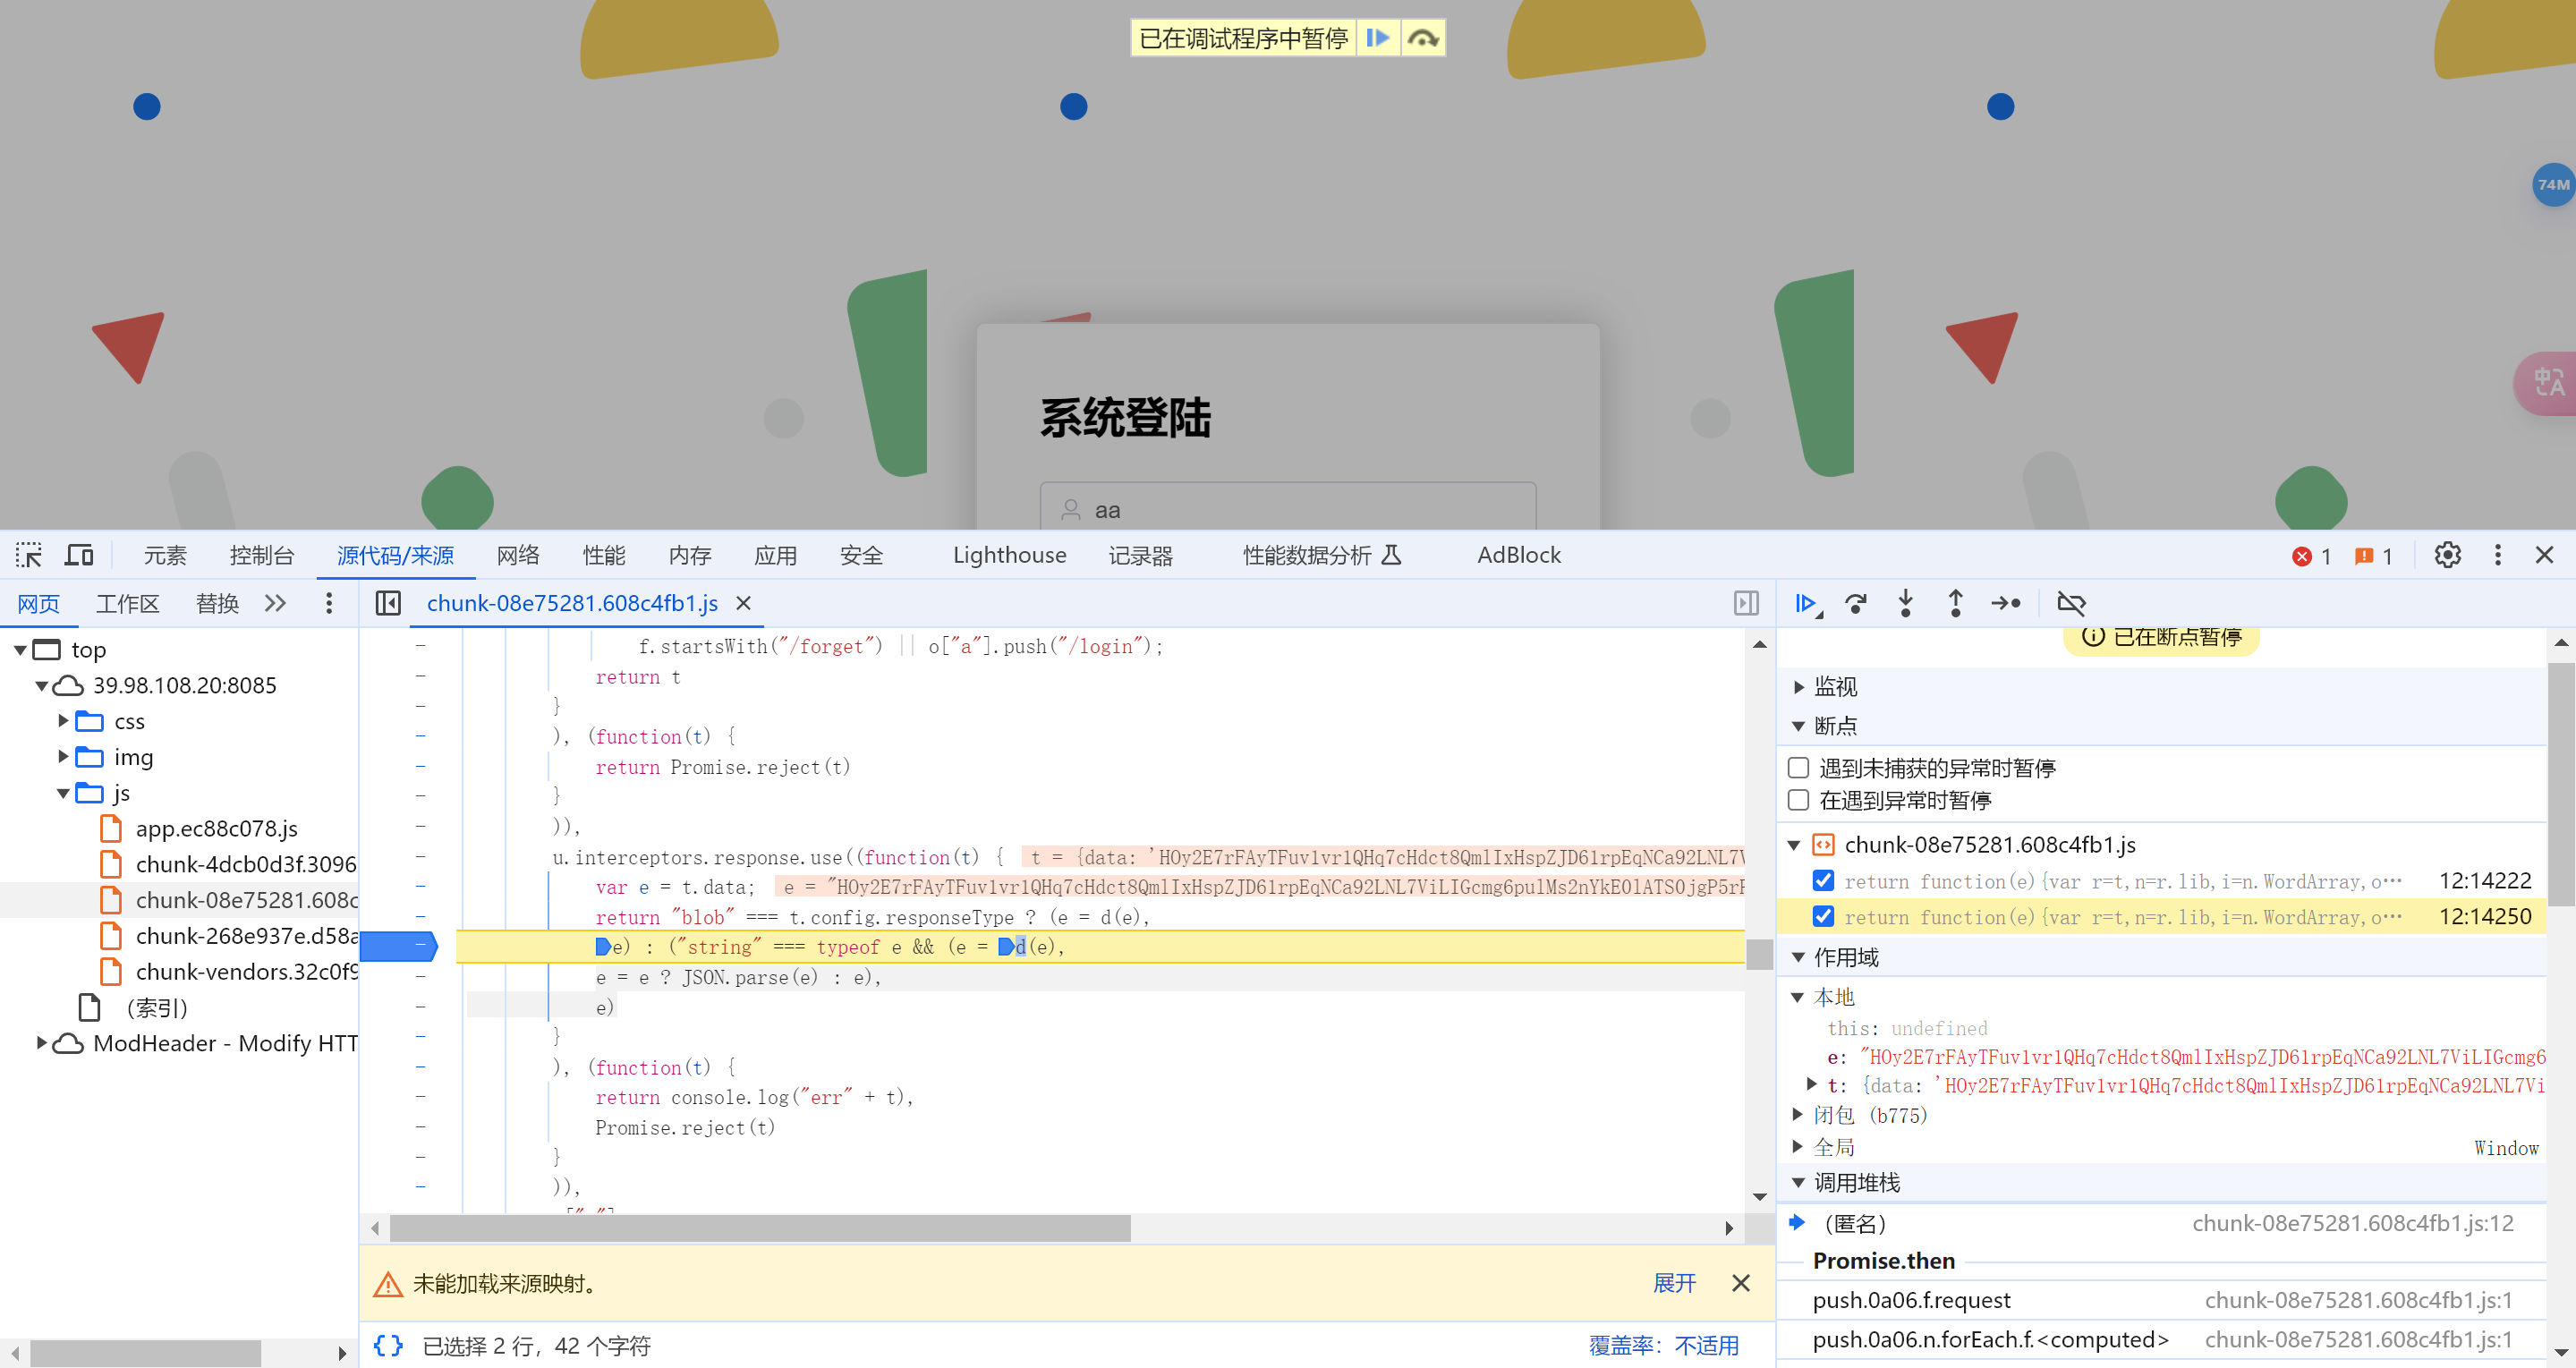 已在调试程序中暂停
74M
中A
系统登陆
aa
元素 控制台 源代码/来源 网络 性能 内存 应用 安全 Lighthouse 记录器 性能数据分析 AdBlock 1 1
网页 工作区 替换
chunk-08e75281.608c4fb1.js
top
39.98.108.20:8085
css
img
js
app.ec88c078.js
chunk-4dcb0d3f.3096
chunk-08e75281.608c
chunk-268e937e.d58a
chunk-vendors.32c0f9
（索引）
ModHeader - Modify HTT
f.startsWith("/forget") || o["a"].push("/login");
return t
}
), (function(t) {
return Promise.reject(t)
}
)),
u.interceptors.response.use((function(t) { t = {data: 'HOy2E7rFAyTFuv1vr1QHq7cHdct8QmlIxHspZJD61rpEqNCa92LNL7V
var e = t.data; e = "HOy2E7rFAyTFuv1vr1QHq7cHdct8QmlIxHspZJD61rpEqNCa92LNL7ViLIGcmg6pulMs2nYkE0lATS0jgP5rF
return "blob" === t.config.responseType ? (e = d(e),
e) : ("string" === typeof e && (e = d(e),
e = e ? JSON.parse(e) : e),
e)
}
), (function(t) {
return console.log("err" + t),
Promise.reject(t)
}
)),
未能加载来源映射。 展开
{} 已选择 2 行，42 个字符 覆盖率：不适用
已在断点暂停
监视
断点
遇到未捕获的异常时暂停
在遇到异常时暂停
chunk-08e75281.608c4fb1.js
return function(e){var r=t,n=r.lib,i=n.WordArray,o… 12:14222
return function(e){var r=t,n=r.lib,i=n.WordArray,o… 12:14250
作用域
本地
this: undefined
e: "HOy2E7rFAyTFuv1vr1QHq7cHdct8QmlIxHspZJD61rpEqNCa92LNL7ViLIGcmg6
t: {data: 'HOy2E7rFAyTFuv1vr1QHq7cHdct8QmlIxHspZJD61rpEqNCa92LNL7Vi
闭包 (b775)
全局 Window
调用堆栈
（匿名） chunk-08e75281.608c4fb1.js:12
Promise.then
push.0a06.f.request chunk-08e75281.608c4fb1.js:1
push.0a06.n.forEach.f.<computed> chunk-08e75281.608c4fb1.js:1